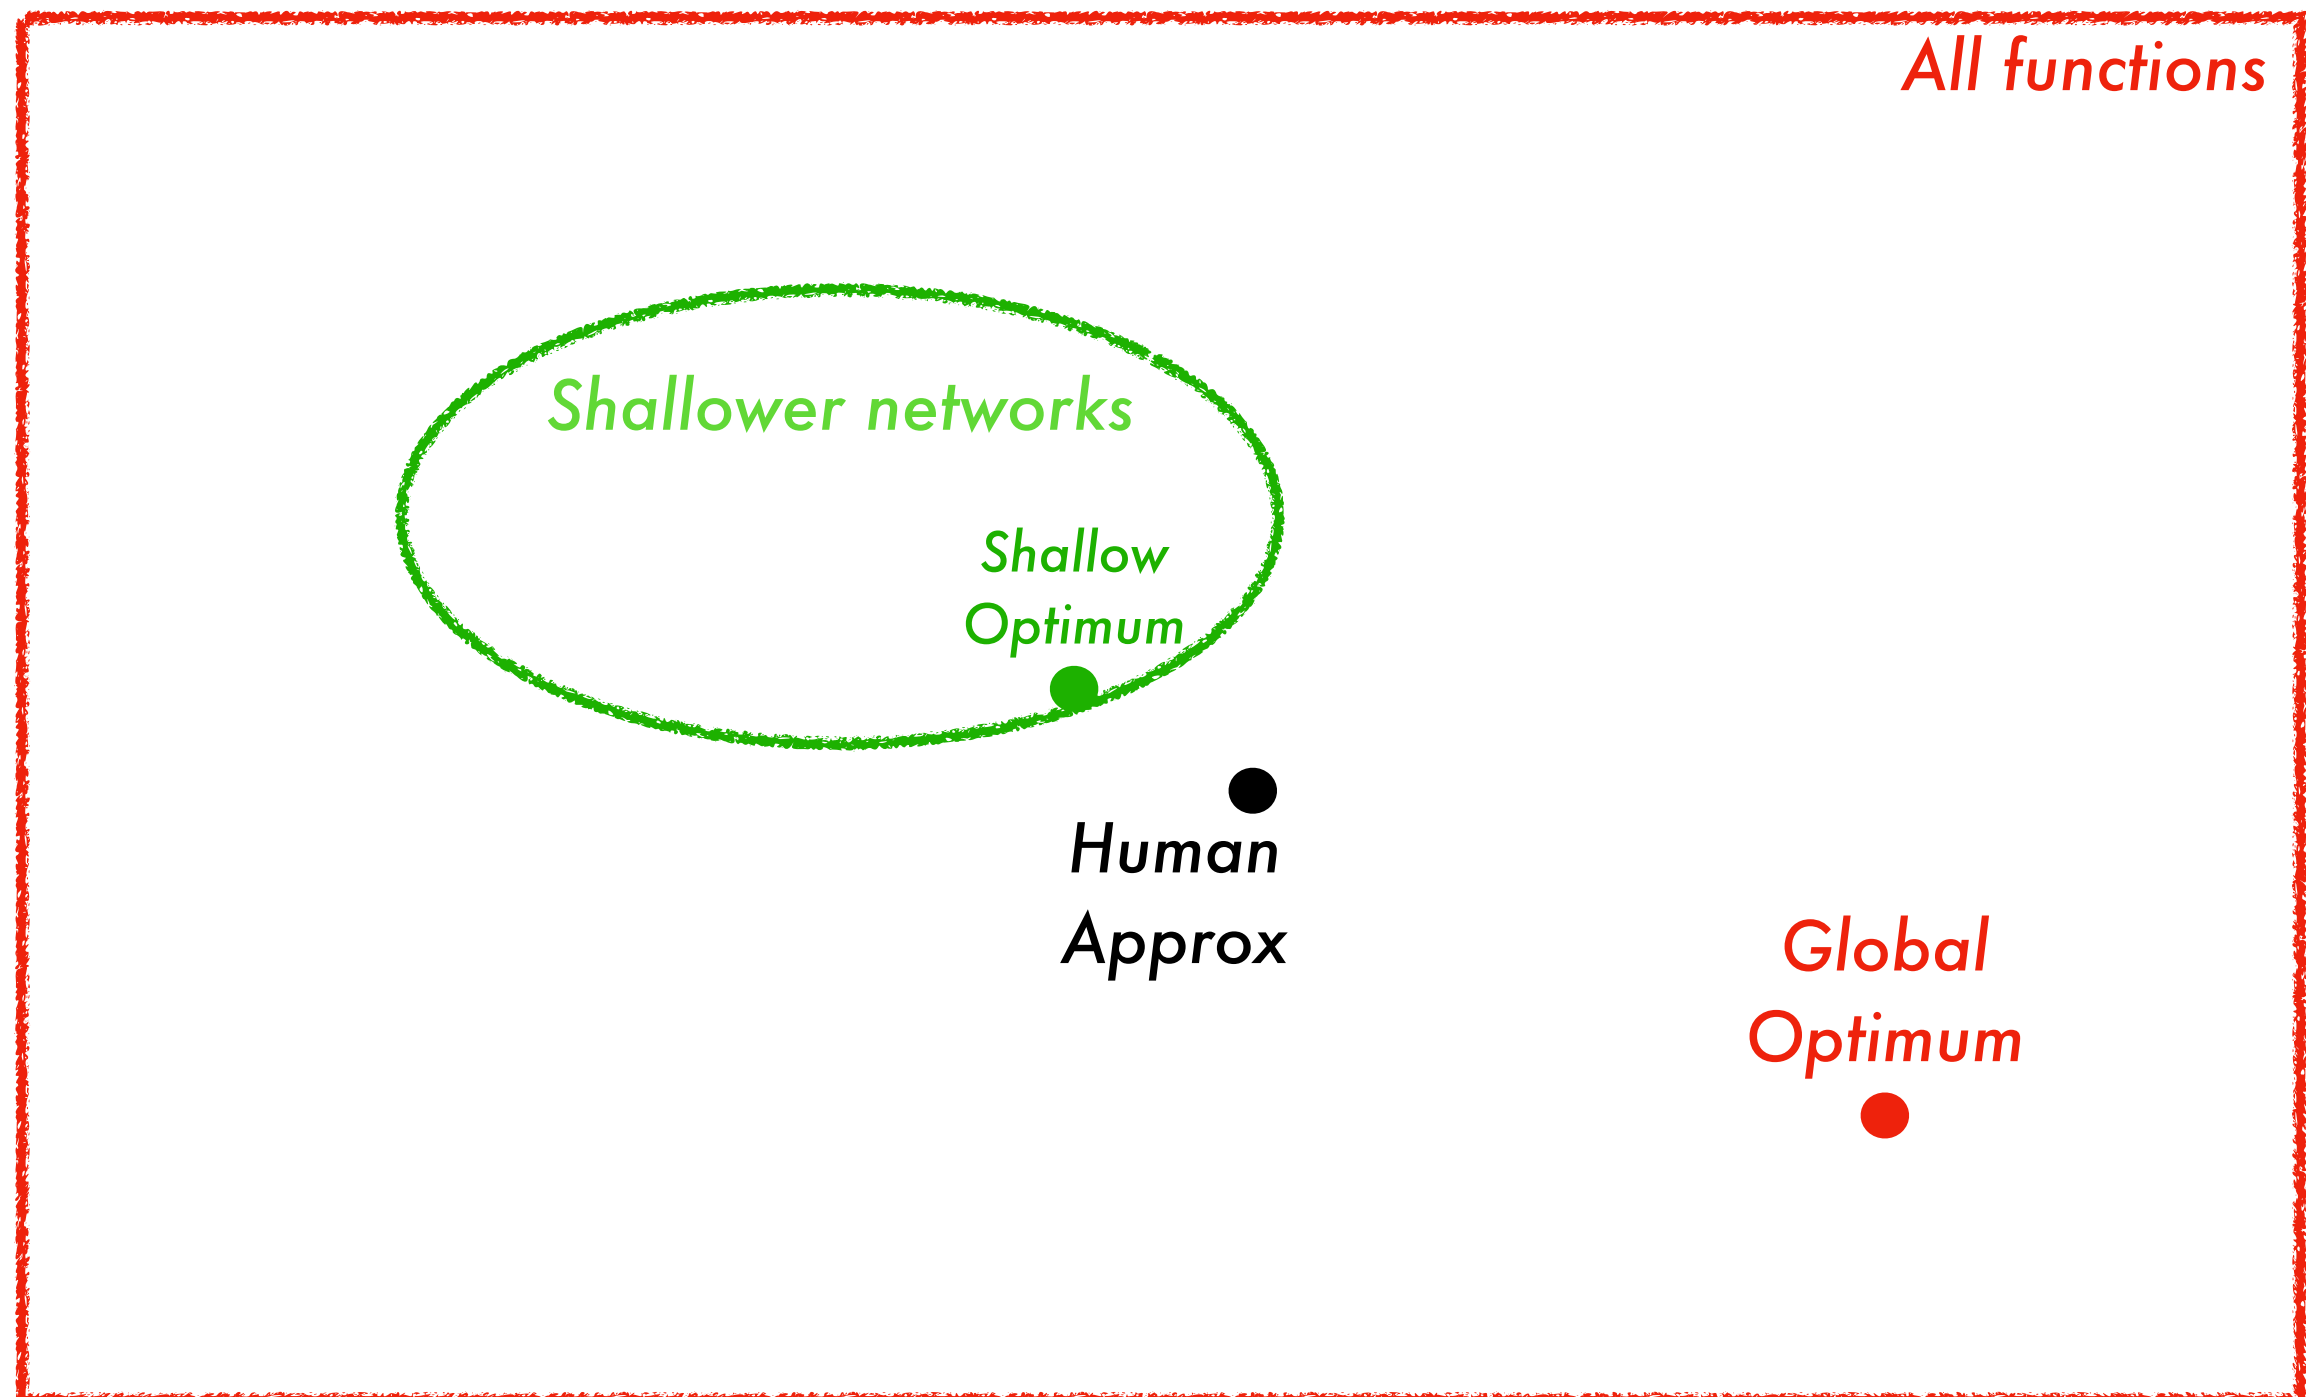 All functions
Shallower networks
Shallow
Optimum
Human
Approx
Global
Optimum